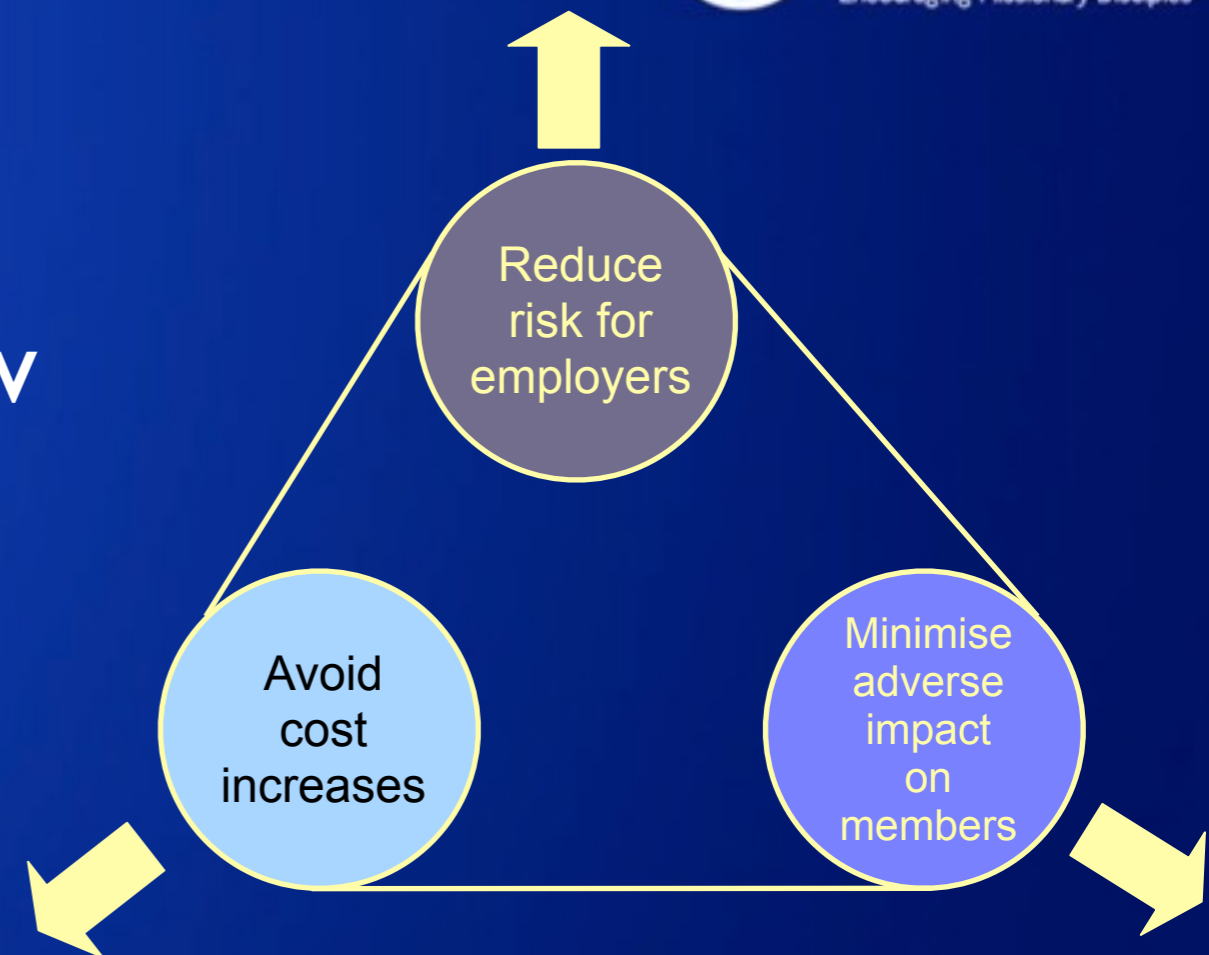 Reduce
risk for
employers
Avoid
cost
increases
Minimise
adverse
impact
on
members